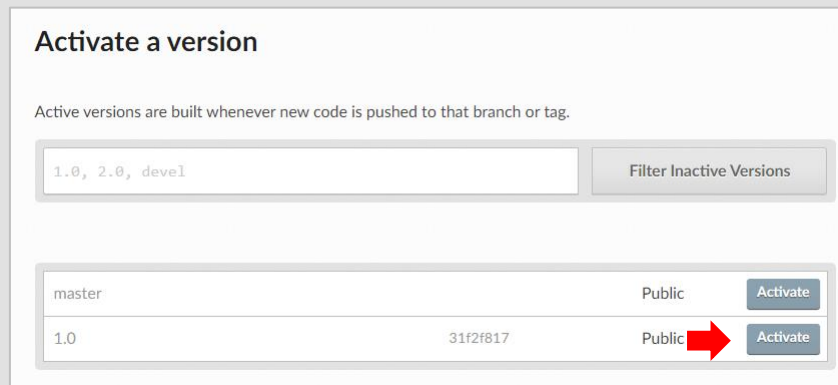 Activate a version
Active versions are built whenever new code is pushed to that branch or tag.
1.0, 2.0, devel
Filter Inactive Versions
master Public Activate
1.0 31f2f817 Public Activate